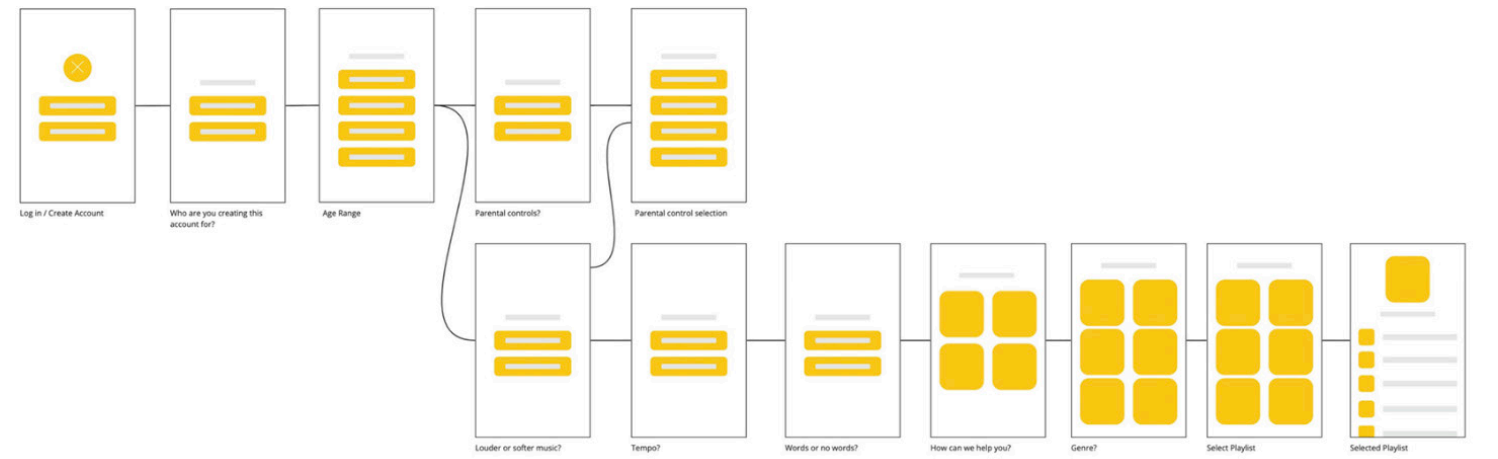 Log in / Create Account
Who are you creating this
account for?
Age Range
Parental controls?
Parental control selection
Louder or softer music?
Tempo?
Words or no words?
How can we help you?
Genre?
Select Playlist
Selected Playlist